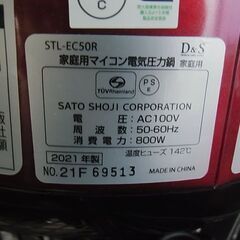 STL-EC50R
D&S
家庭用マイコン電気圧力鍋 家庭用
TÜVRheinland
PS
E
SATO SHOJI CORPORATION
電圧:AC100V
周波数:50-60Hz
消費電力:800W
温度ヒューズ:142℃
2021年製
NO.21F 69513
MADE IN CHINA